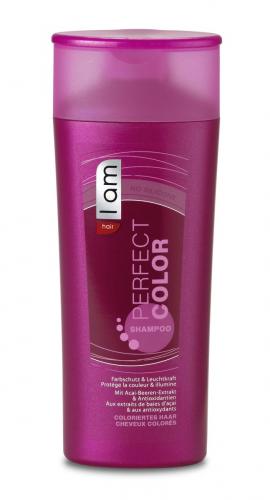 NO SILICONE
I am
hair
PERFECT
COLOR
SHAMPOO
Farbschutz & Leuchtkraft
Protège la couleur & illumine
Mit Acai-Beeren-Extrakt
& Antioxidantien
Aux extraits de baies d'açaï
& aux antioxydants
COLORIERTES HAAR
CHEVEUX COLORÉS